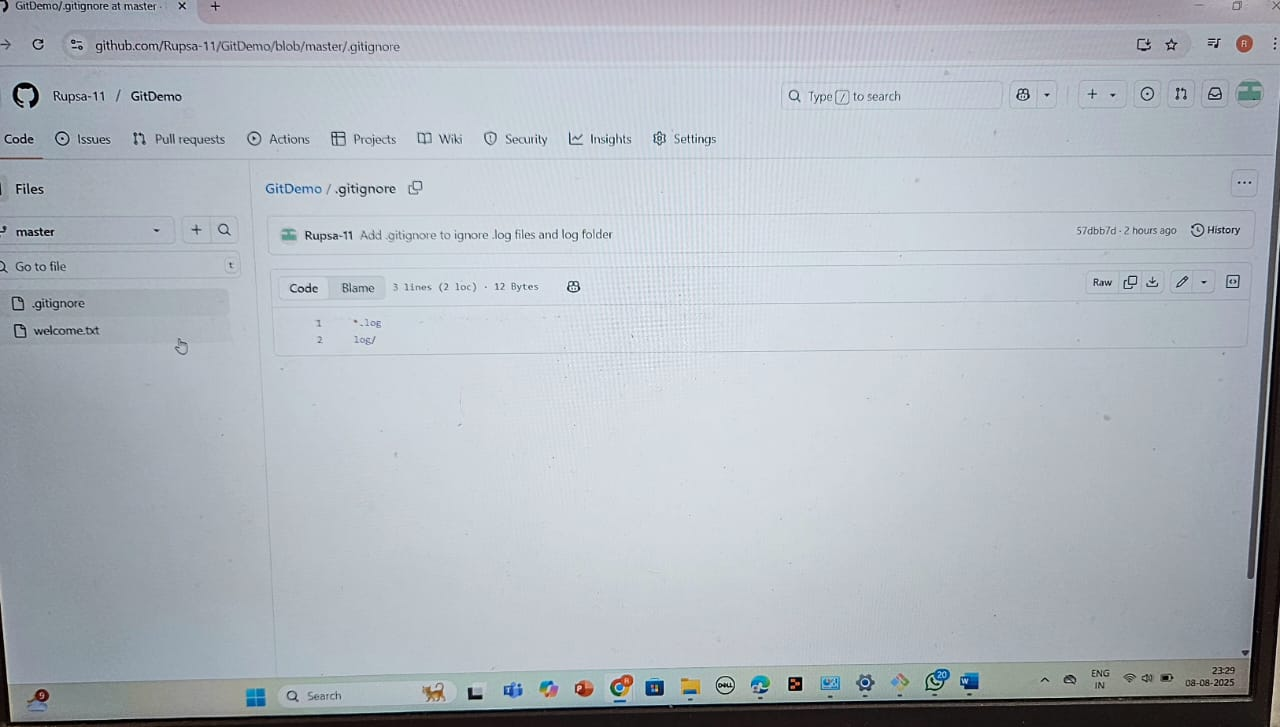 GitDemo/.gitignore at master ·
github.com/Rupsa-11/GitDemo/blob/master/.gitignore
R
Rupsa-11 / GitDemo
Type / to search
Code Issues Pull requests Actions Projects Wiki Security Insights Settings
Files
GitDemo / .gitignore
master
Rupsa-11 Add .gitignore to ignore .log files and log folder
57dbb7d · 2 hours ago History
Go to file t
Code Blame 3 lines (2 loc) · 12 Bytes
Raw
.gitignore
welcome.txt
1 *.log
2 log/
9
Search
DELL
20
ENG
IN
23:29
08-08-2025